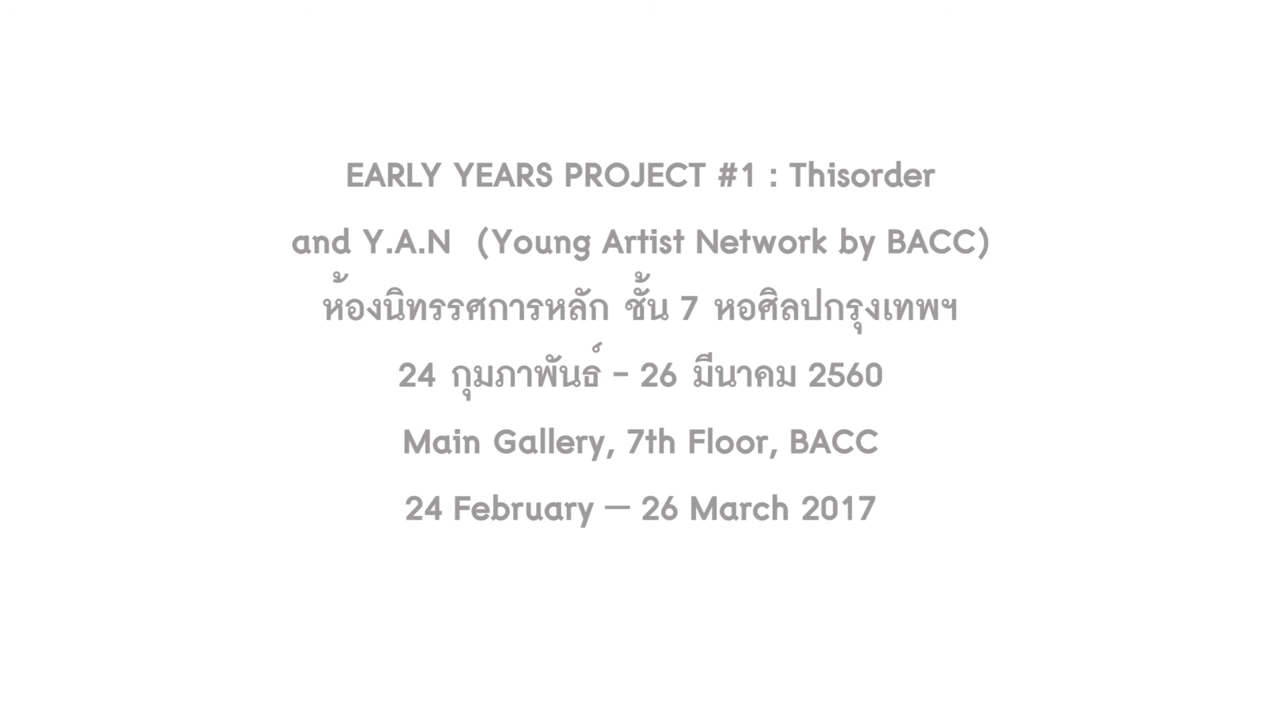 EARLY YEARS PROJECT #1 : Thisorder
and Y.A.N (Young Artist Network by BACC)
ห้องนิทรรศการหลัก ชั้น 7 หอศิลปกรุงเทพฯ
24 กุมภาพันธ์ - 26 มีนาคม 2560
Main Gallery, 7th Floor, BACC
24 February — 26 March 2017